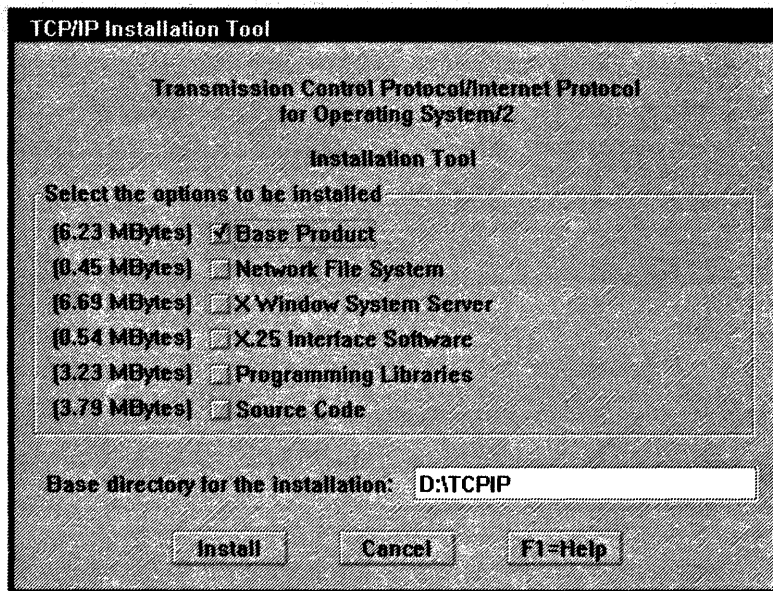 TCP/IP Installation Tool
Transmission Control Protocol/Internet Protocol
for Operating System/2
Installation Tool
Select the options to be installed
(6.23 MBytes) Base Product
(0.45 MBytes) Network File System
(6.69 MBytes) X Window System Server
(0.54 MBytes) X.25 Interface Software
(3.23 MBytes) Programming Libraries
(3.79 MBytes) Source Code
Base directory for the installation: D:\TCPIP
Install Cancel F1=Help